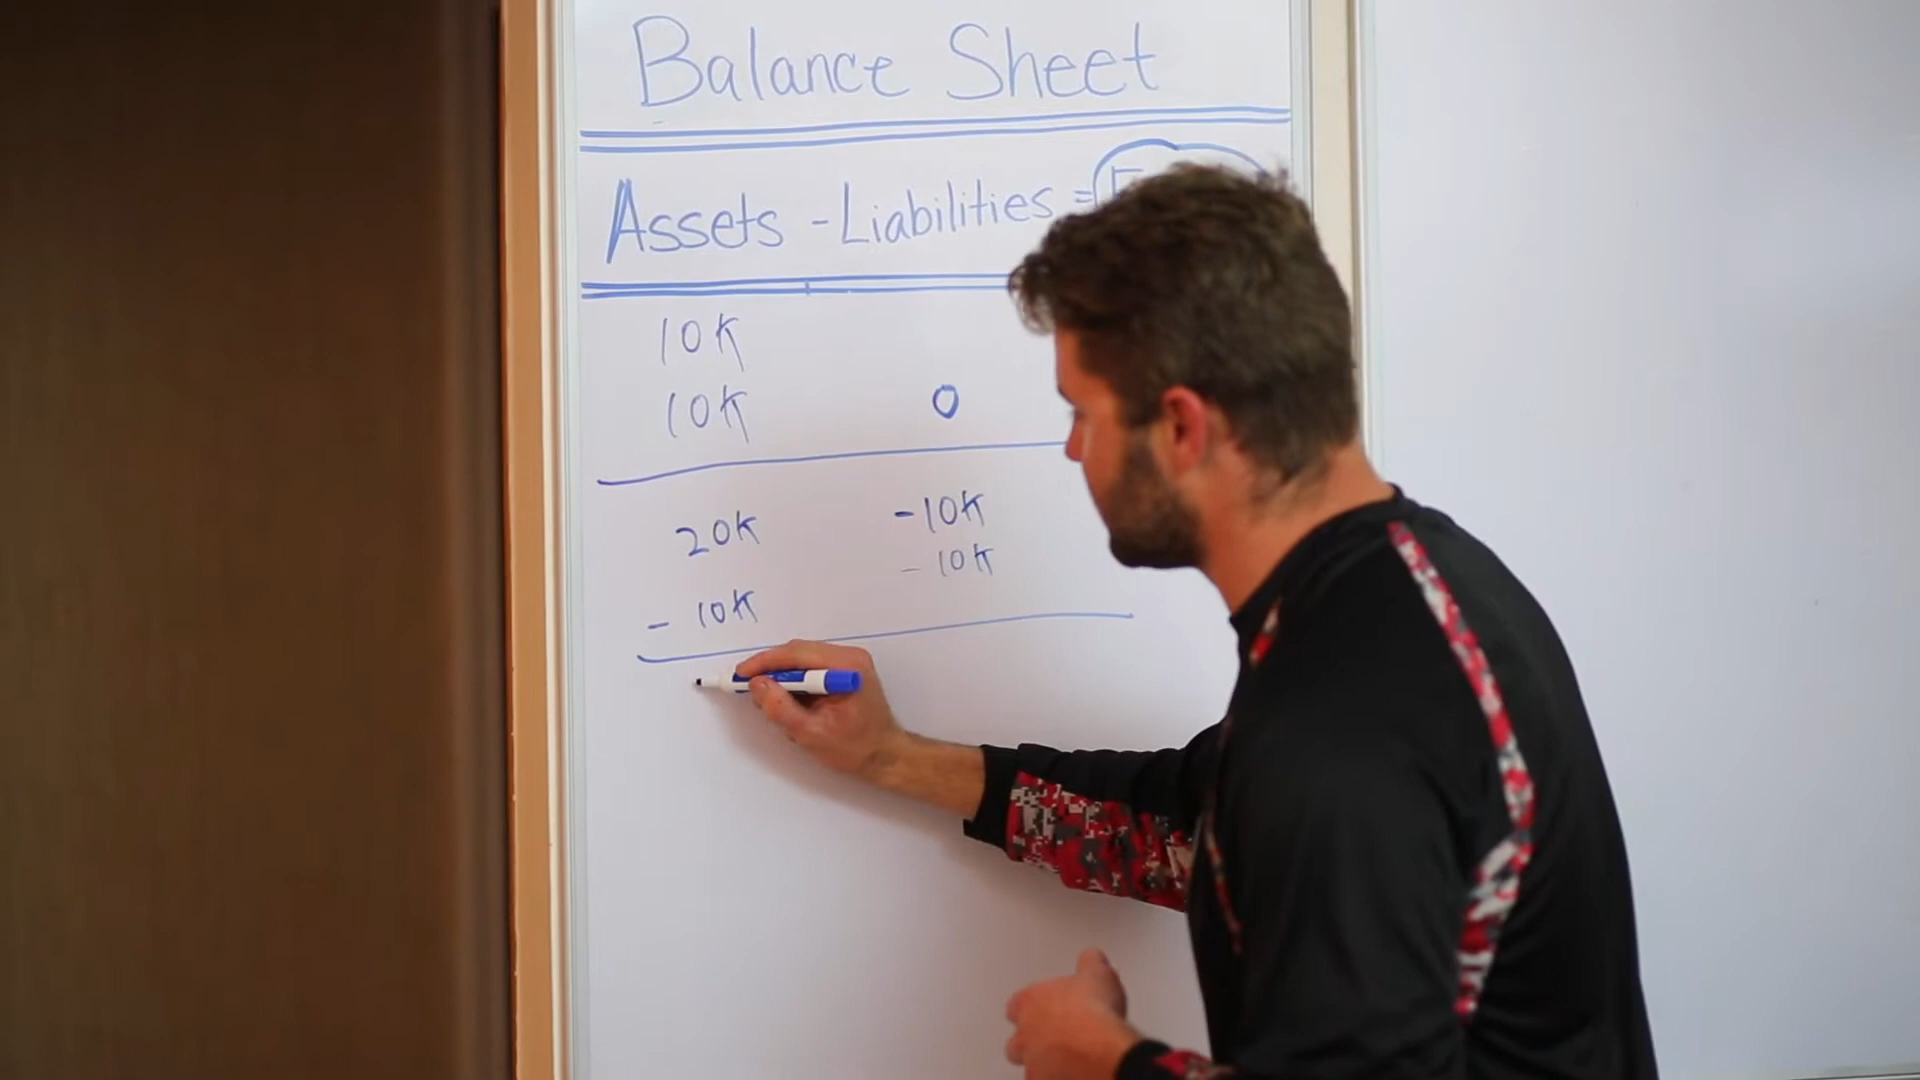 Balance Sheet
Assets - Liabilities =
10K
10K 0
20K -10K
- 10K
- 10K